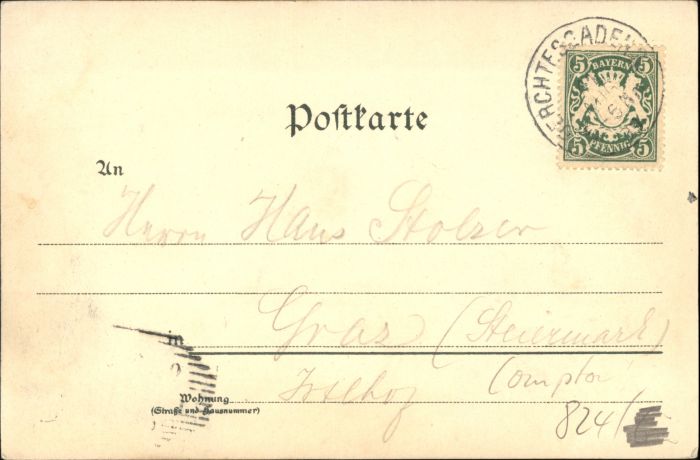 BERCHTESGADEN
5 BAYERN 5
5 PFENNIG 5
Postkarte
An
Herrn Hans Stolzer
in Graz (Steiermark)
Comptoir
Wohnung
(Straße und Hausnummer)
824/